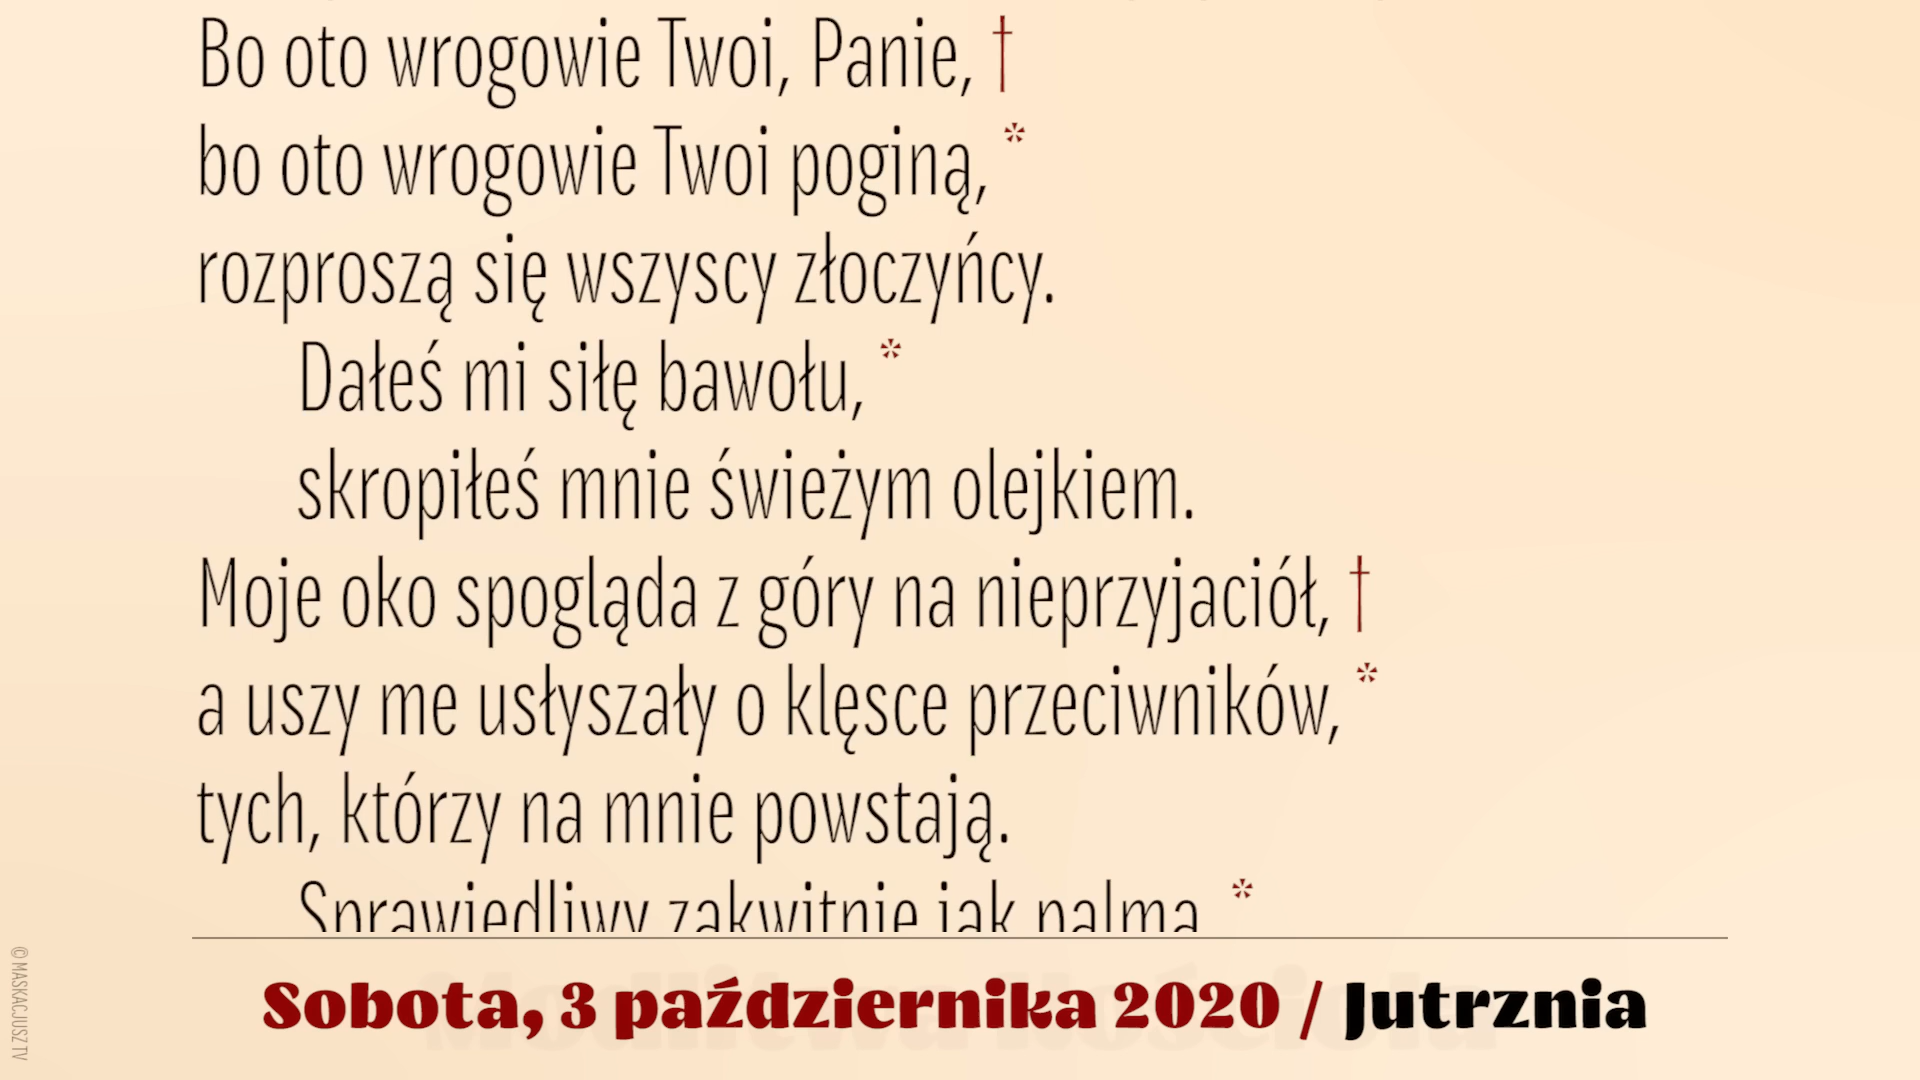 Bo oto wrogowie Twoi, Panie, †
bo oto wrogowie Twoi poginą, *
rozproszą się wszyscy złoczyńcy.
Dałeś mi siłę bawołu, *
skropiłeś mnie świeżym olejkiem.
Moje oko spogląda z góry na nieprzyjaciół, †
a uszy me usłyszały o klęsce przeciwników, *
tych, którzy na mnie powstają.
Sprawiedliwy zakwitnie jak palma *
Sobota, 3 października 2020 / Jutrznia
© MASKACJUSZ TV